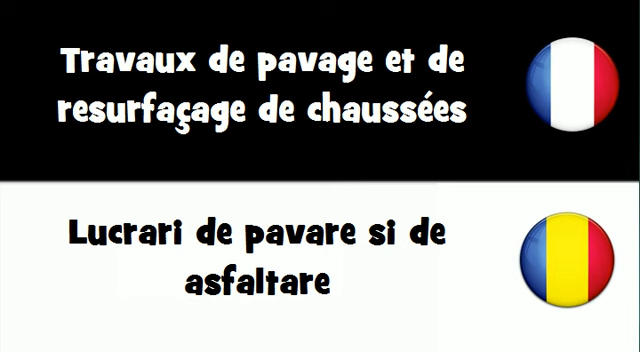 Travaux de pavage et de
resurfaçage de chaussées
Lucrari de pavare si de
asfaltare